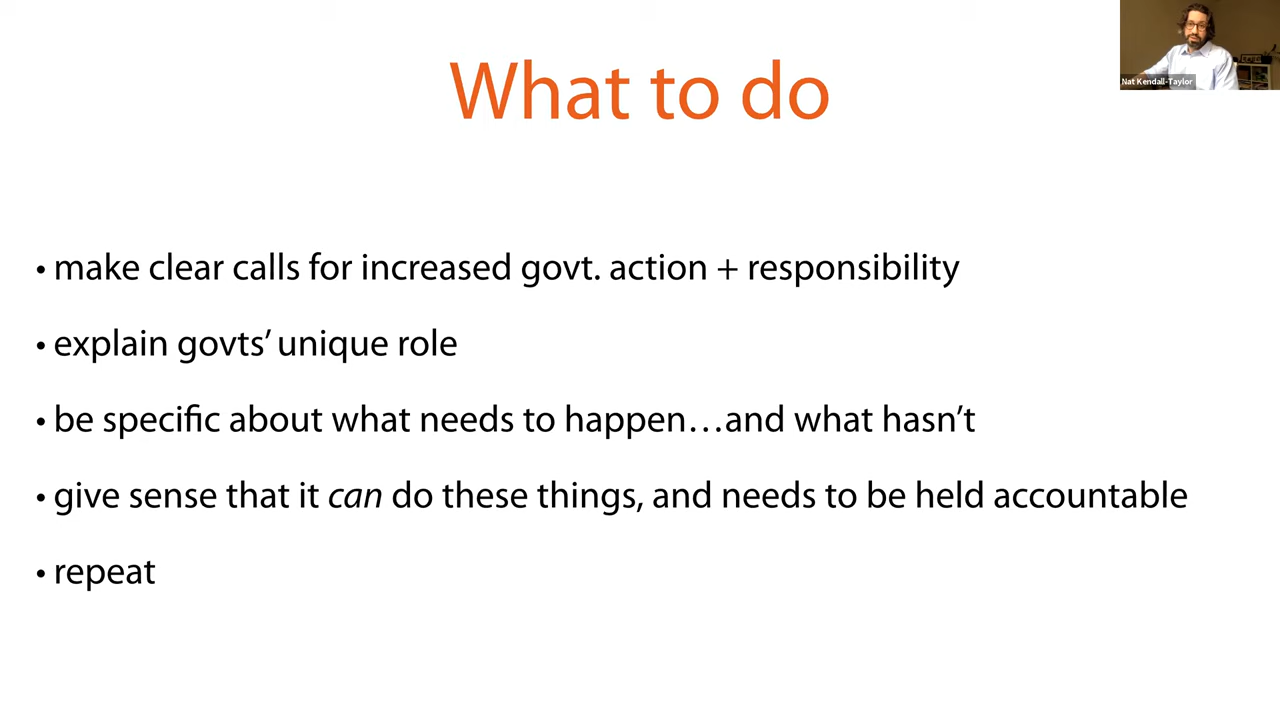 What to do
Nat Kendall-Taylor
• make clear calls for increased govt. action + responsibility
• explain govts’ unique role
• be specific about what needs to happen…and what hasn’t
• give sense that it can do these things, and needs to be held accountable
• repeat